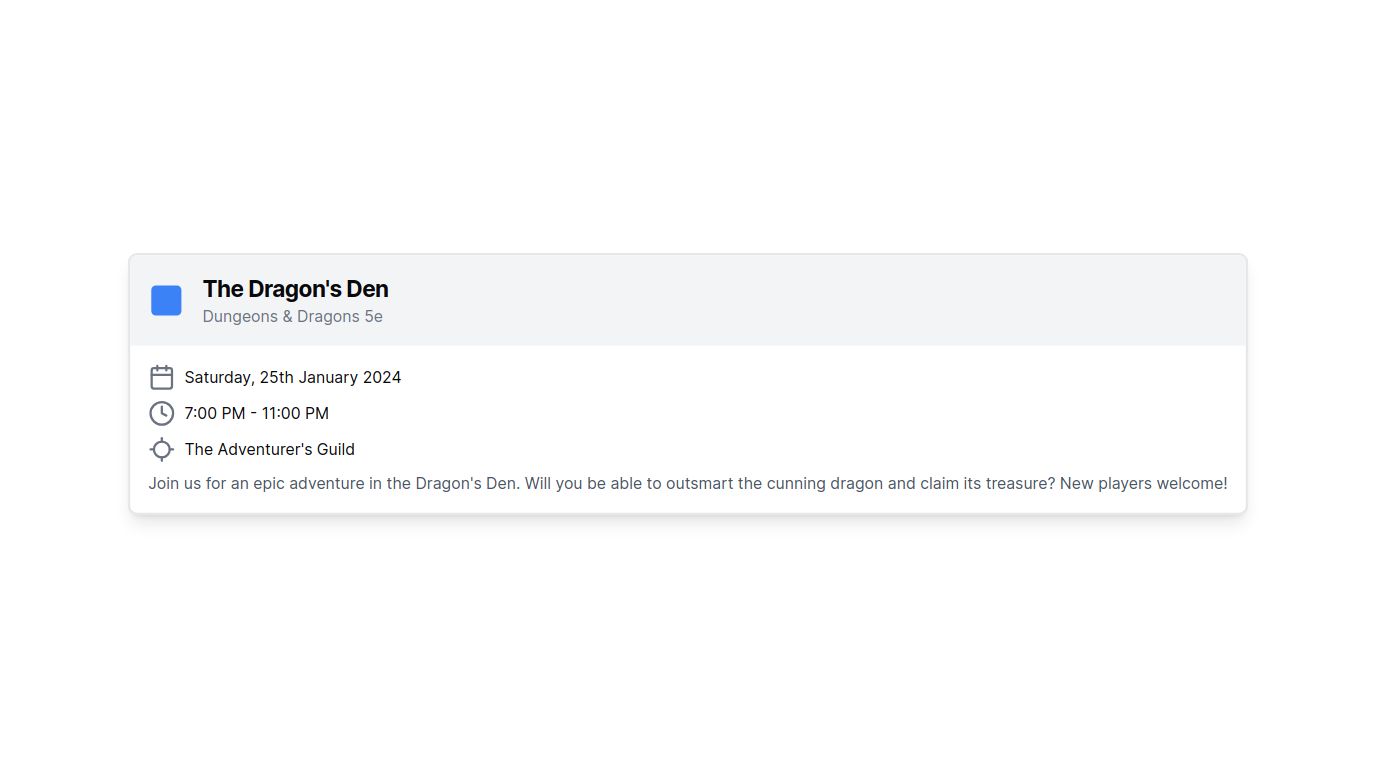 The Dragon's Den
Dungeons & Dragons 5e
Saturday, 25th January 2024
7:00 PM - 11:00 PM
The Adventurer's Guild
Join us for an epic adventure in the Dragon's Den. Will you be able to outsmart the cunning dragon and claim its treasure? New players welcome!